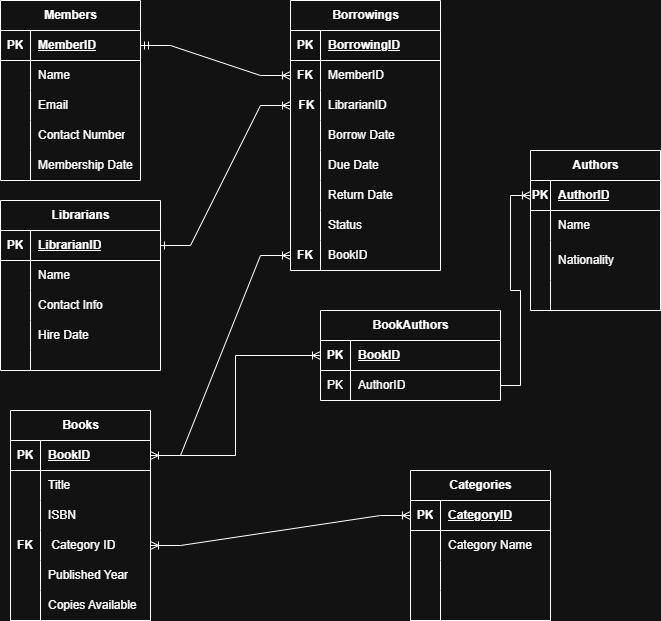 Members
PK MemberID
Name
Email
Contact Number
Membership Date
Borrowings
PK BorrowingID
FK MemberID
FK LibrarianID
Borrow Date
Due Date
Return Date
Status
FK BookID
Authors
PK AuthorID
Name
Nationality
Librarians
PK LibrarianID
Name
Contact Info
Hire Date
BookAuthors
PK BookID
PK AuthorID
Books
PK BookID
Title
ISBN
FK Category ID
Published Year
Copies Available
Categories
PK CategoryID
Category Name